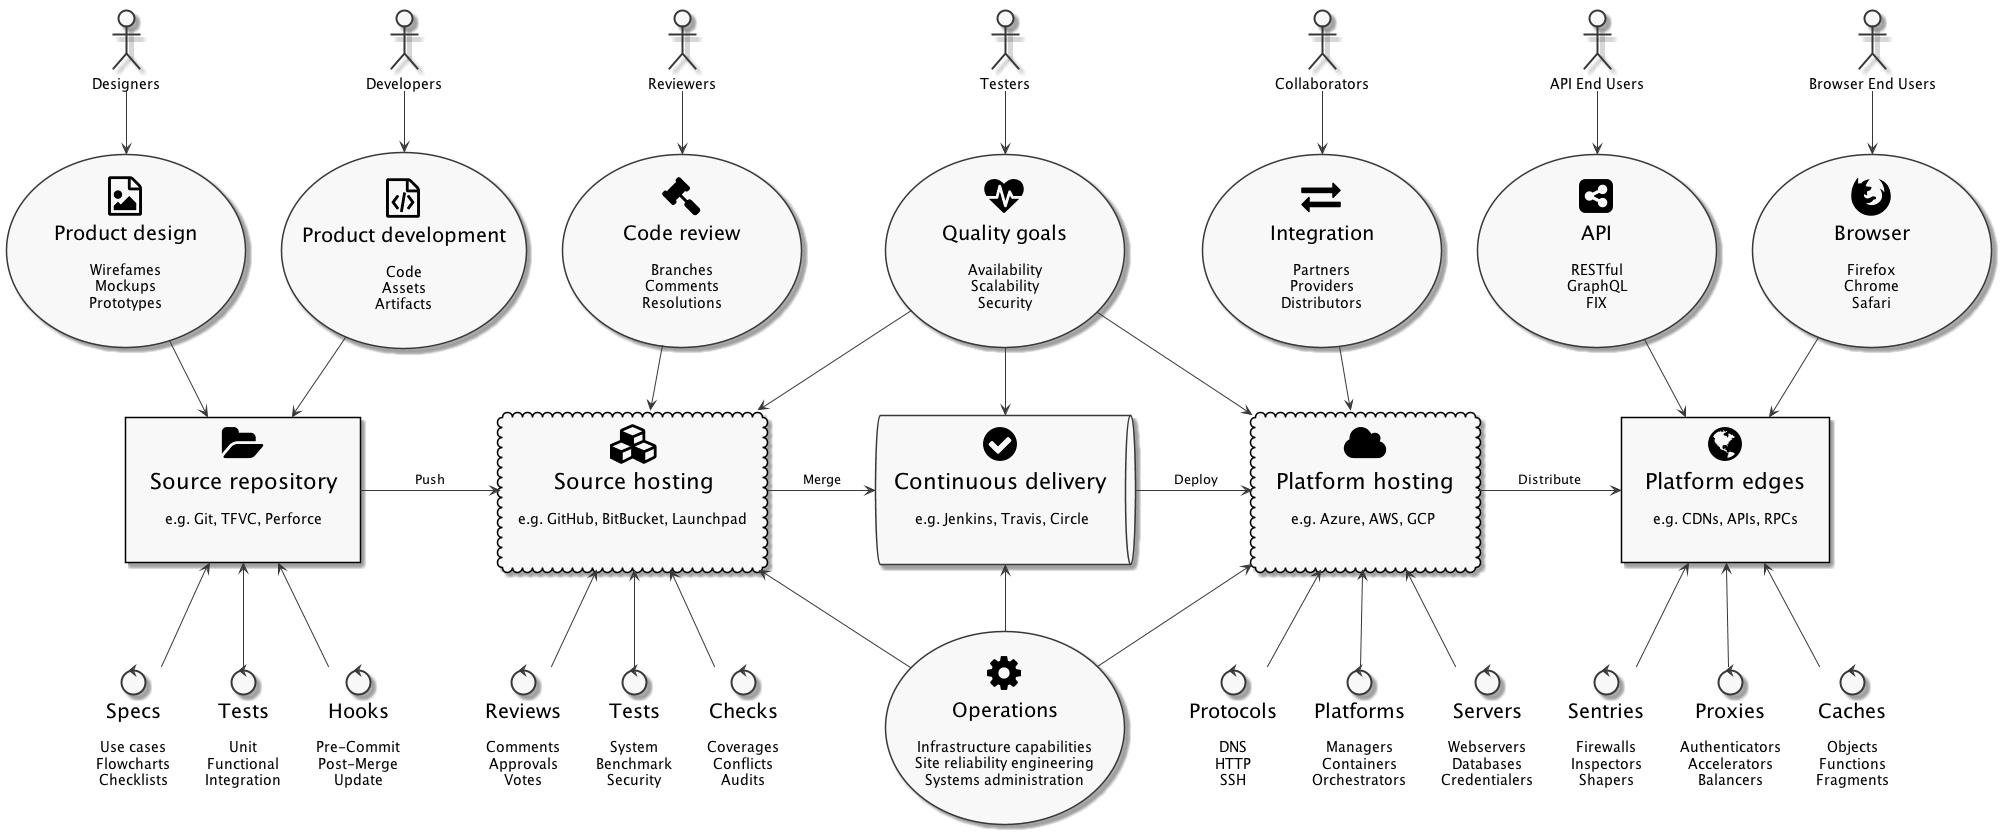 Designers
Developers
Reviewers
Testers
Collaborators
API End Users
Browser End Users
Product design
Wirefames
Mockups
Prototypes
Product development
Code
Assets
Artifacts
Code review
Branches
Comments
Resolutions
Quality goals
Availability
Scalability
Security
Integration
Partners
Providers
Distributors
API
RESTful
GraphQL
FIX
Browser
Firefox
Chrome
Safari
Source repository
e.g. Git, TFVC, Perforce
Push
Source hosting
e.g. GitHub, BitBucket, Launchpad
Merge
Continuous delivery
e.g. Jenkins, Travis, Circle
Deploy
Platform hosting
e.g. Azure, AWS, GCP
Distribute
Platform edges
e.g. CDNs, APIs, RPCs
Specs
Use cases
Flowcharts
Checklists
Tests
Unit
Functional
Integration
Hooks
Pre-Commit
Post-Merge
Update
Reviews
Comments
Approvals
Votes
Tests
System
Benchmark
Security
Checks
Coverages
Conflicts
Audits
Operations
Infrastructure capabilities
Site reliability engineering
Systems administration
Protocols
DNS
HTTP
SSH
Platforms
Managers
Containers
Orchestrators
Servers
Webservers
Databases
Credentialers
Sentries
Firewalls
Inspectors
Shapers
Proxies
Authenticators
Accelerators
Balancers
Caches
Objects
Functions
Fragments